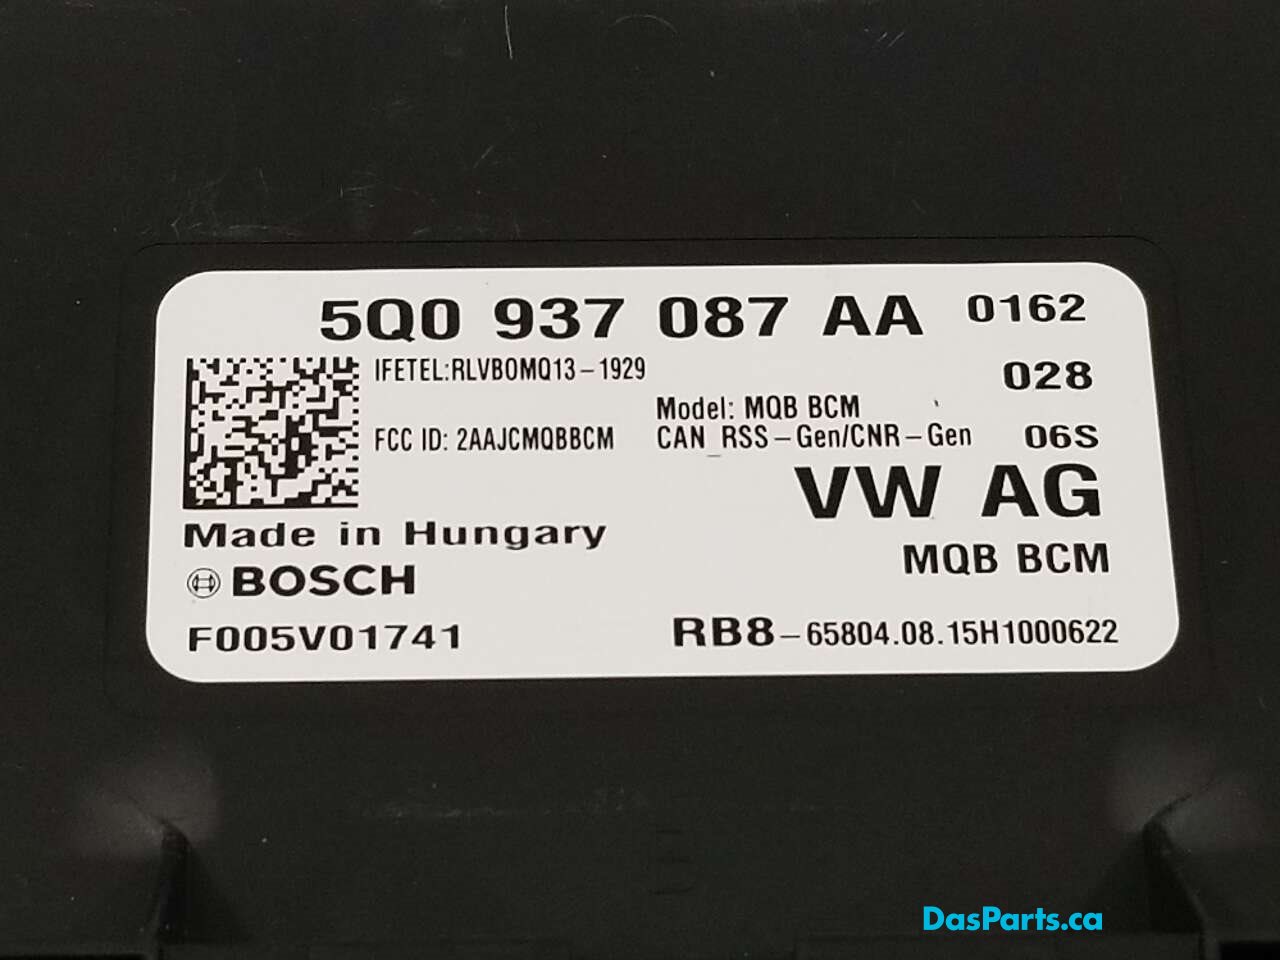 5Q0 937 087 AA 0162
IFETEL:RLVBOMQ13-1929
028
Model: MQB BCM
FCC ID: 2AAJCMQBBCM
CAN_RSS-Gen/CNR-Gen
06S
VW AG
Made in Hungary
MQB BCM
BOSCH
F005V01741
RB8-65804.08.15H1000622
DasParts.ca